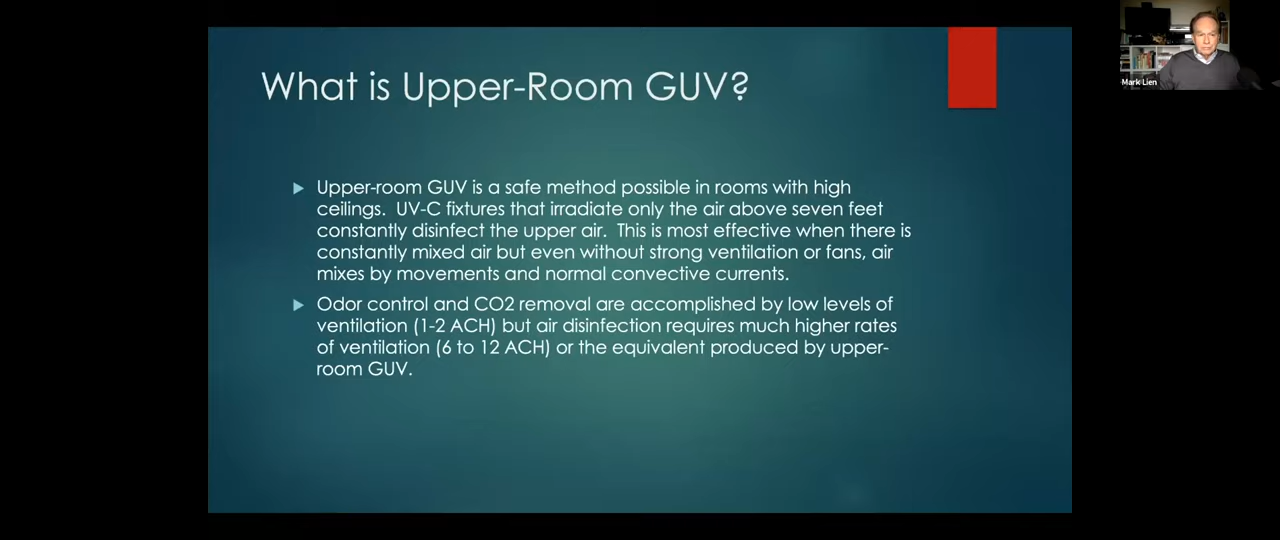 What is Upper-Room GUV?
Upper-room GUV is a safe method possible in rooms with high
ceilings.  UV-C fixtures that irradiate only the air above seven feet
constantly disinfect the upper air.  This is most effective when there is
constantly mixed air but even without strong ventilation or fans, air
mixes by movements and normal convective currents.
Odor control and CO2 removal are accomplished by low levels of
ventilation (1-2 ACH) but air disinfection requires much higher rates
of ventilation (6 to 12 ACH) or the equivalent produced by upper-
room GUV.
Mark Lien